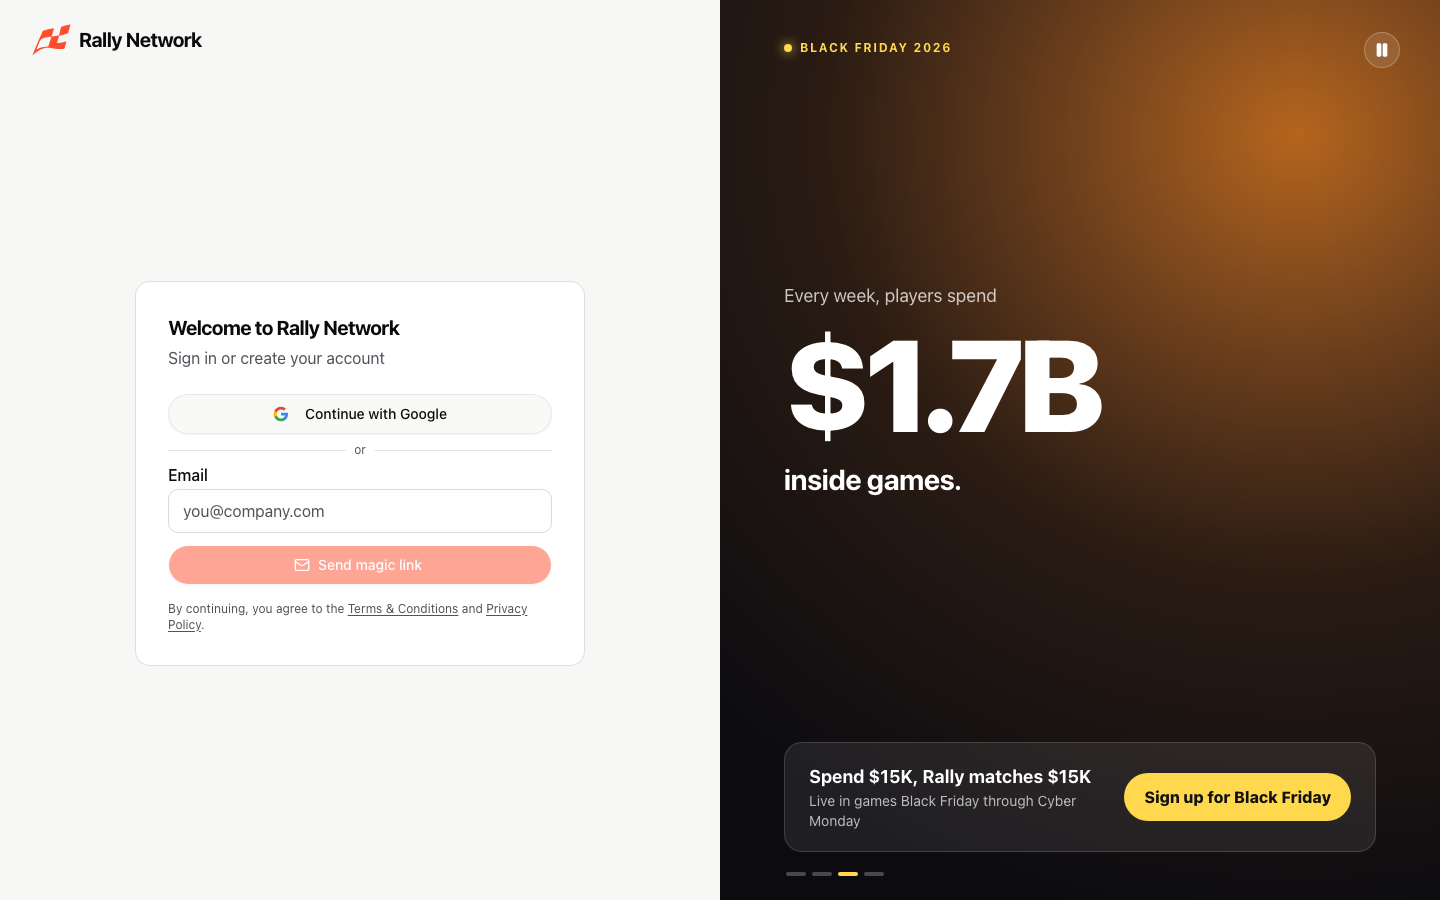 Rally Network
Welcome to Rally Network
Sign in or create your account
Continue with Google
or
Email
you@company.com
Send magic link
By continuing, you agree to the Terms & Conditions and Privacy
Policy.
BLACK FRIDAY 2026
Every week, players spend
$1.7B
inside games.
Spend $15K, Rally matches $15K
Live in games Black Friday through Cyber
Monday
Sign up for Black Friday